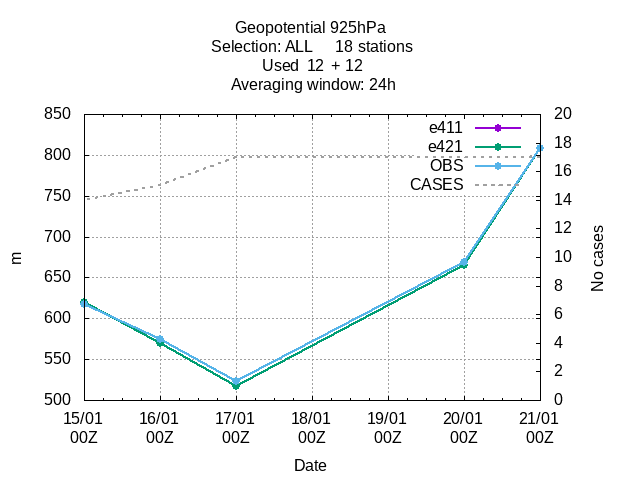 Geopotential 925hPa
Selection: ALL 18 stations
Used 12 + 12
Averaging window: 24h
850 20
800 18
750 16
700 14
650 12
600 10
550 8
500 6
4
2
0
e411
e421
OBS
CASES
m
No cases
15/01 16/01 17/01 18/01 19/01 20/01 21/01
00Z 00Z 00Z 00Z 00Z 00Z 00Z
Date